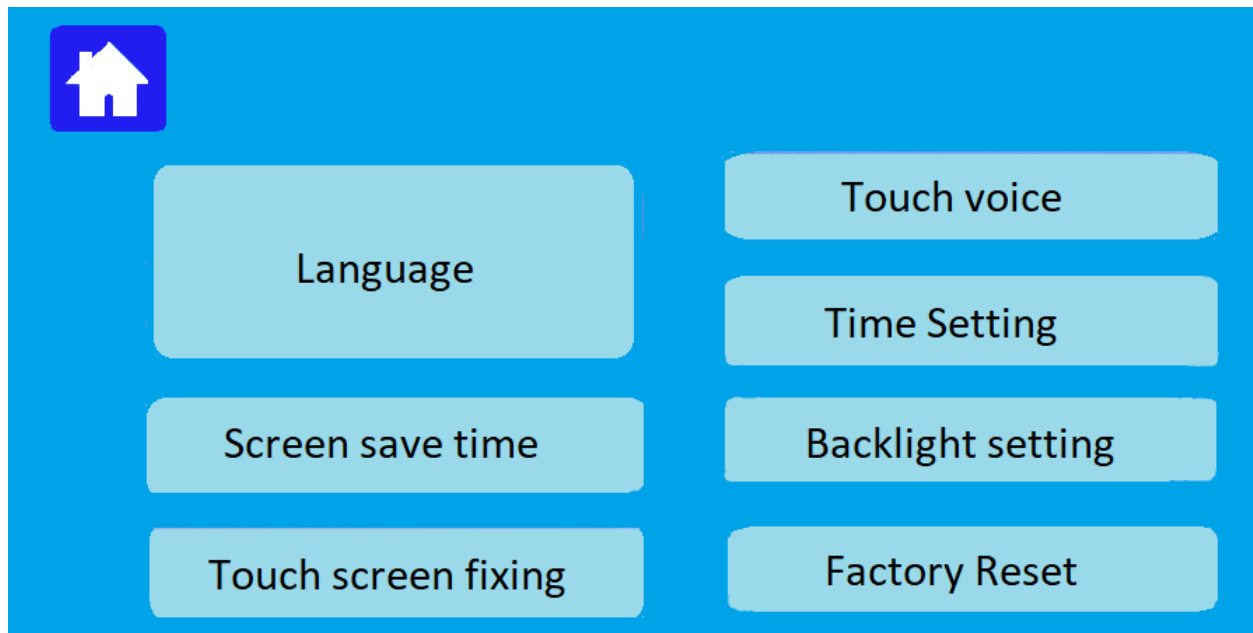 Language
Screen save time
Touch screen fixing
Touch voice
Time Setting
Backlight setting
Factory Reset